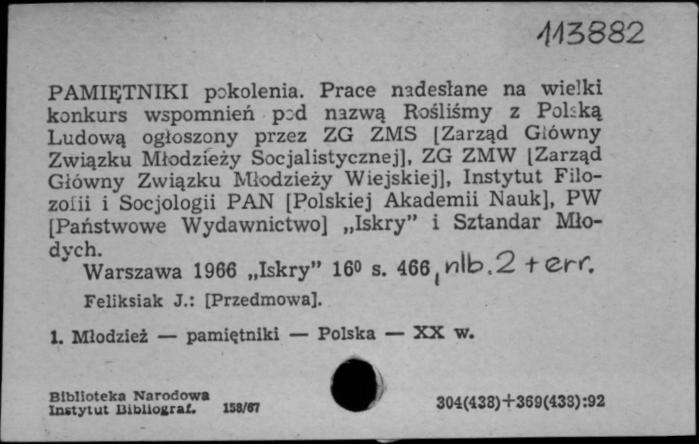 113882
PAMIĘTNIKI pokolenia. Prace nadesłane na wielki
konkurs wspomnień pod nazwą Rośliśmy z Polską
Ludową ogłoszony przez ZG ZMS [Zarząd Główny
Związku Młodzieży Socjalistycznej], ZG ZMW [Zarząd
Główny Związku Młodzieży Wiejskiej], Instytut Filo-
zofii i Socjologii PAN [Polskiej Akademii Nauk], PW
[Państwowe Wydawnictwo] „Iskry” i Sztandar Mło-
dych.
Warszawa 1966 „Iskry” 16⁰ s. 466, nlb. 2 + err.
Feliksiak J.: [Przedmowa].
1. Młodzież — pamiętniki — Polska — XX w.
Biblioteka Narodowa
Instytut Bibliograf. 158/67
304(438)+369(438):92